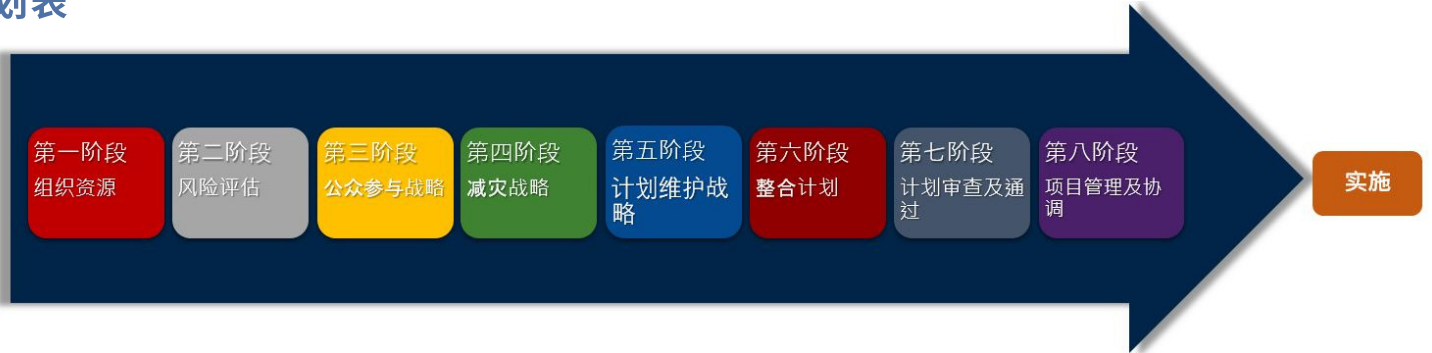 划表
第一阶段
组织资源
第二阶段
风险评估
第三阶段
公众参与战略
第四阶段
减灾战略
第五阶段
计划维护战
略
第六阶段
整合计划
第七阶段
计划审查及通
过
第八阶段
项目管理及协
调
实施